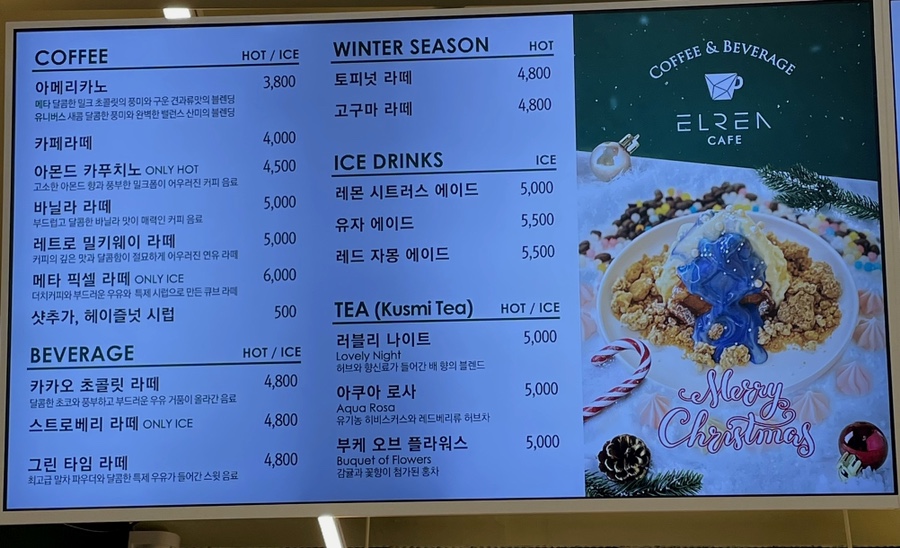 COFFEE HOT / ICE
아메리카노 3,800
메타 달콤한 밀크 초콜릿의 풍미와 구운 견과류맛의 블렌딩
유니버스 새콤 달콤한 풍미와 완벽한 밸런스 산미의 블렌딩
카페라떼 4,000
아몬드 카푸치노 ONLY HOT 4,500
고소한 아몬드 향과 풍부한 밀크폼이 어우러진 커피 음료
바닐라 라떼 5,000
부드럽고 달콤한 바닐라 맛이 매력인 커피 음료
레트로 밀키웨이 라떼 5,000
커피의 깊은 맛과 달콤함이 절묘하게 어우러진 연유 라떼
메타 픽셀 라떼 ONLY ICE 6,000
더치커피와 부드러운 우유와 특제 시럽으로 만든 큐브 라떼
샷추가, 헤이즐넛 시럽 500
BEVERAGE HOT / ICE
카카오 초콜릿 라떼 4,800
달콤한 초코와 풍부하고 부드러운 우유 거품이 올라간 음료
스트로베리 라떼 ONLY ICE 4,800
그린 타임 라떼 4,800
최고급 말차 파우더와 달콤한 특제 우유가 들어간 스윗 음료
WINTER SEASON HOT
토피넛 라떼 4,800
고구마 라떼 4,800
ICE DRINKS ICE
레몬 시트러스 에이드 5,000
유자 에이드 5,500
레드 자몽 에이드 5,500
TEA (Kusmi Tea) HOT / ICE
러블리 나이트 5,000
Lovely Night
허브와 향신료가 들어간 배 향의 블렌드
아쿠아 로사 5,000
Aqua Rosa
유기농 히비스커스와 레드베리류 허브차
부케 오브 플라워스 5,000
Buquet of Flowers
감귤과 꽃향이 첨가된 홍차
COFFEE & BEVERAGE
ELREA
CAFE
Merry
Christmas